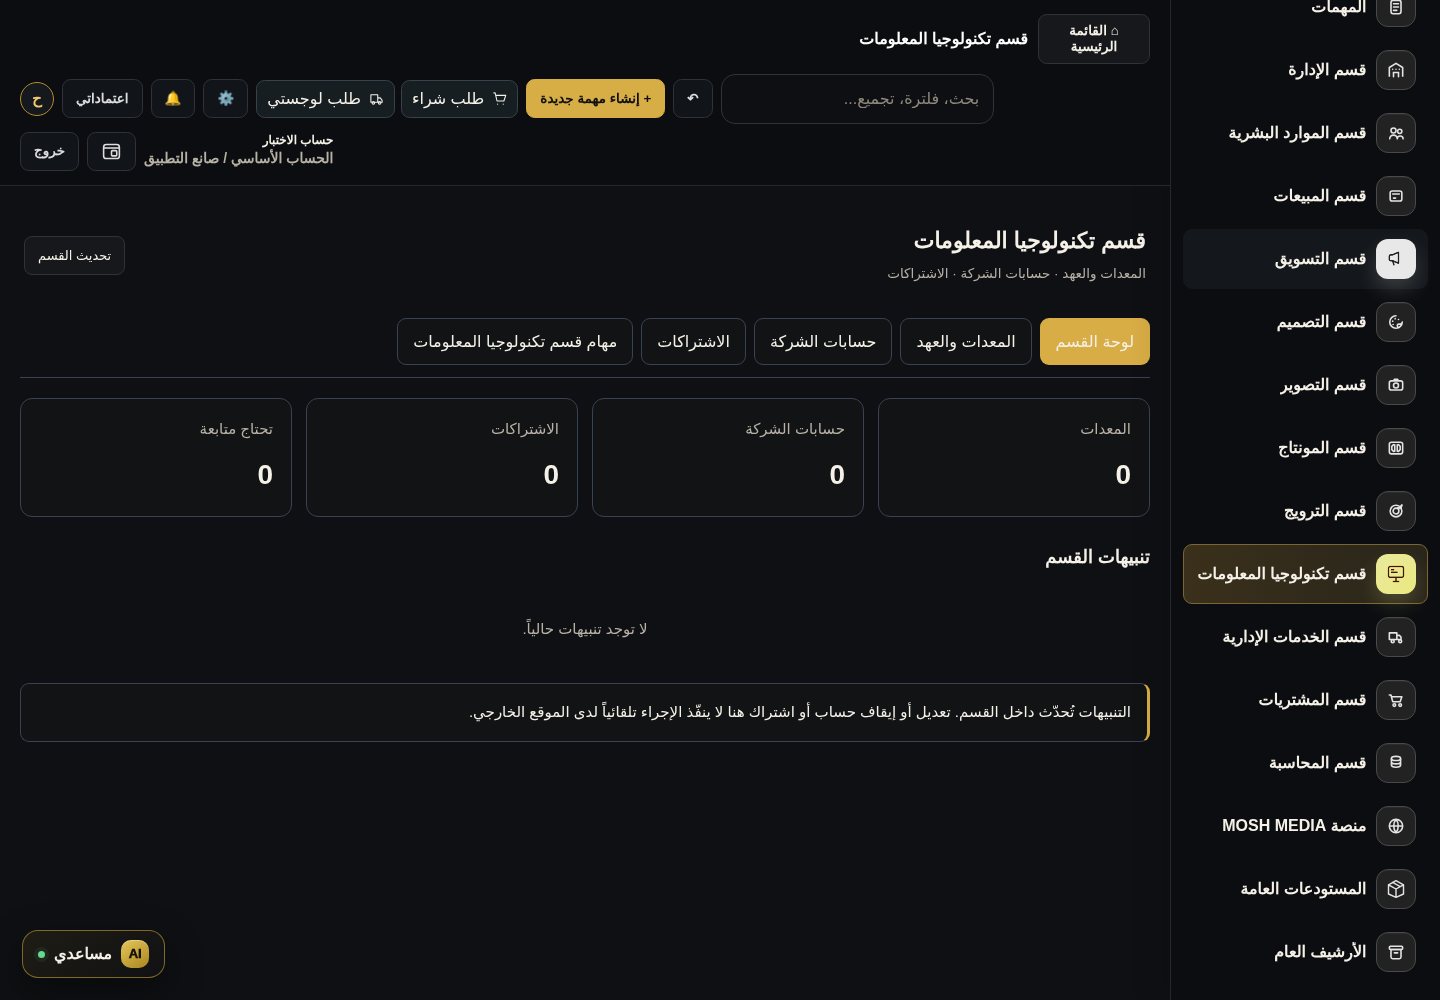 المهمات
قسم الإدارة
قسم الموارد البشرية
قسم المبيعات
قسم التسويق
قسم التصميم
قسم التصوير
قسم المونتاج
قسم الترويج
قسم تكنولوجيا المعلومات
قسم الخدمات الإدارية
قسم المشتريات
قسم المحاسبة
منصة MOSH MEDIA
المستودعات العامة
الأرشيف العام
⌂ القائمة
الرئيسية
قسم تكنولوجيا المعلومات
بحث، فلترة، تجميع...
↶
+ إنشاء مهمة جديدة
طلب شراء
طلب لوجستي
اعتماداتي
ح
حساب الاختبار
الحساب الأساسي / صانع التطبيق
خروج
قسم تكنولوجيا المعلومات
المعدات والعهد · حسابات الشركة · الاشتراكات
تحديث القسم
لوحة القسم
المعدات والعهد
حسابات الشركة
الاشتراكات
مهام قسم تكنولوجيا المعلومات
المعدات
0
حسابات الشركة
0
الاشتراكات
0
تحتاج متابعة
0
تنبيهات القسم
لا توجد تنبيهات حالياً.
التنبيهات تُحدّث داخل القسم. تعديل أو إيقاف حساب أو اشتراك هنا لا ينفّذ الإجراء تلقائياً لدى الموقع الخارجي.
AI مساعدي